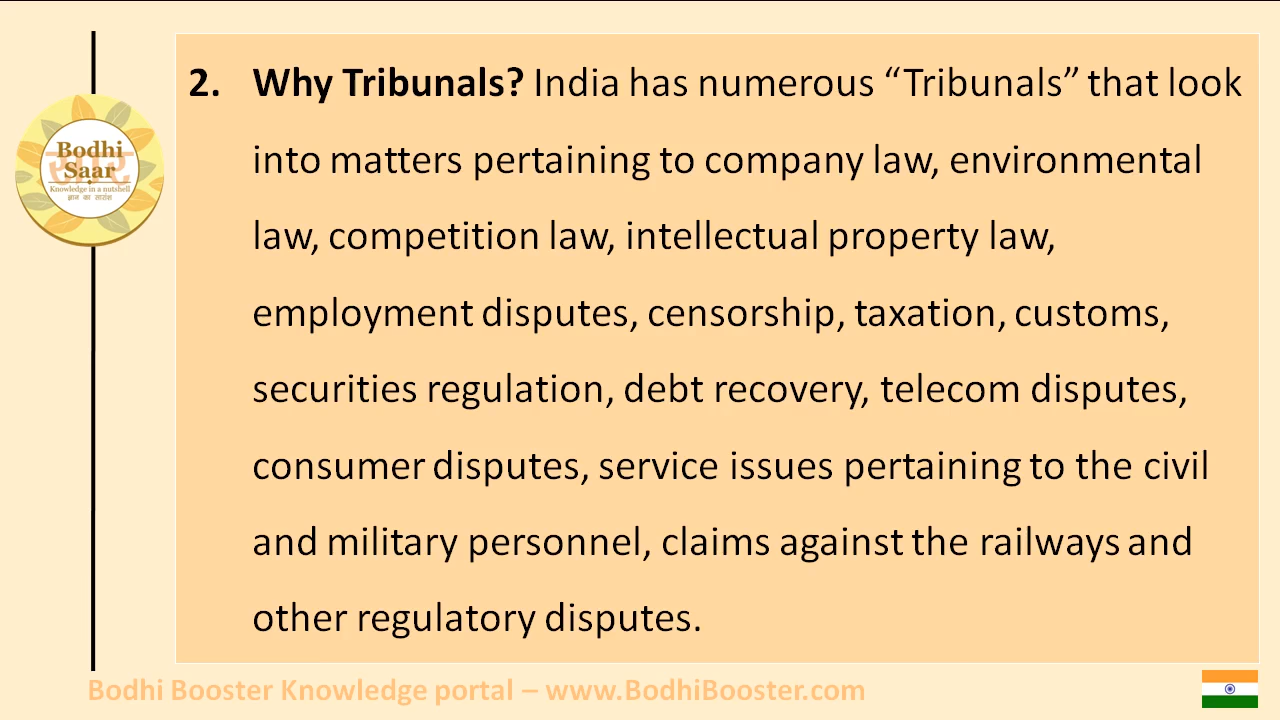 2. Why Tribunals? India has numerous “Tribunals” that look
into matters pertaining to company law, environmental
law, competition law, intellectual property law,
employment disputes, censorship, taxation, customs,
securities regulation, debt recovery, telecom disputes,
consumer disputes, service issues pertaining to the civil
and military personnel, claims against the railways and
other regulatory disputes.
Bodhi
Saar
Knowledge in a nutshell
ज्ञान का सारांश
Bodhi Booster Knowledge portal – www.BodhiBooster.com